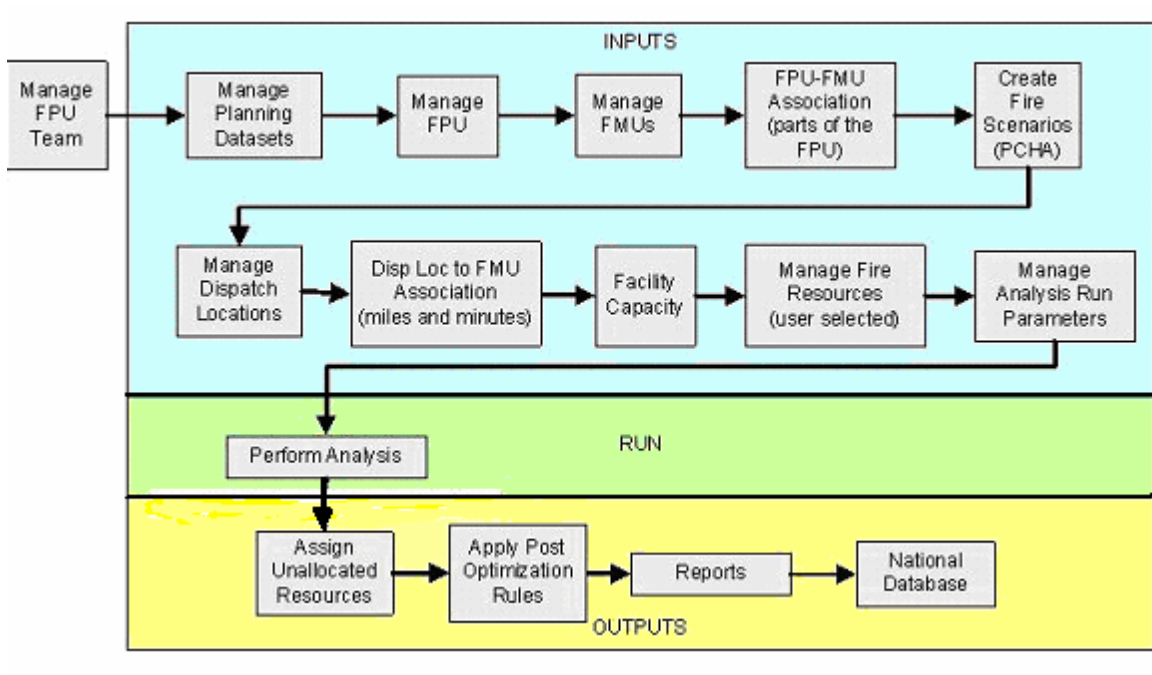 INPUTS
Manage
FPU
Team
Manage
Planning
Datasets
Manage
FPU
Manage
FMUs
FPU-FMU
Association
(parts of the
FPU)
Create
Fire
Scenarios
(PCHA)
Manage
Dispatch
Locations
Disp Loc to FMU
Association
(miles and minutes)
Facility
Capacity
Manage Fire
Resources
(user selected)
Manage
Analysis Run
Parameters
RUN
Perform Analysis
Assign
Unallocated
Resources
Apply Post
Optimization
Rules
Reports
National
Database
OUTPUTS